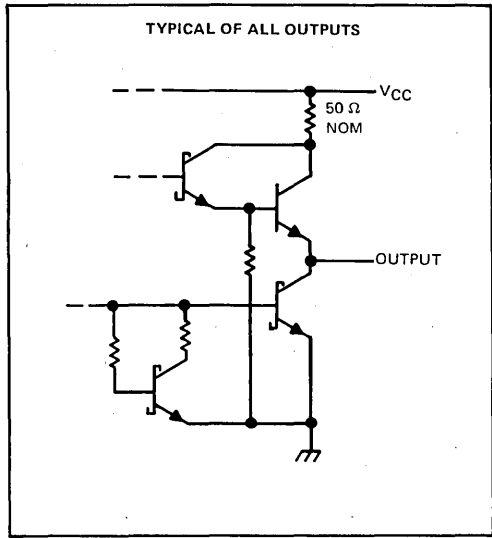 TYPICAL OF ALL OUTPUTS
VCC
50 Ω
NOM
OUTPUT